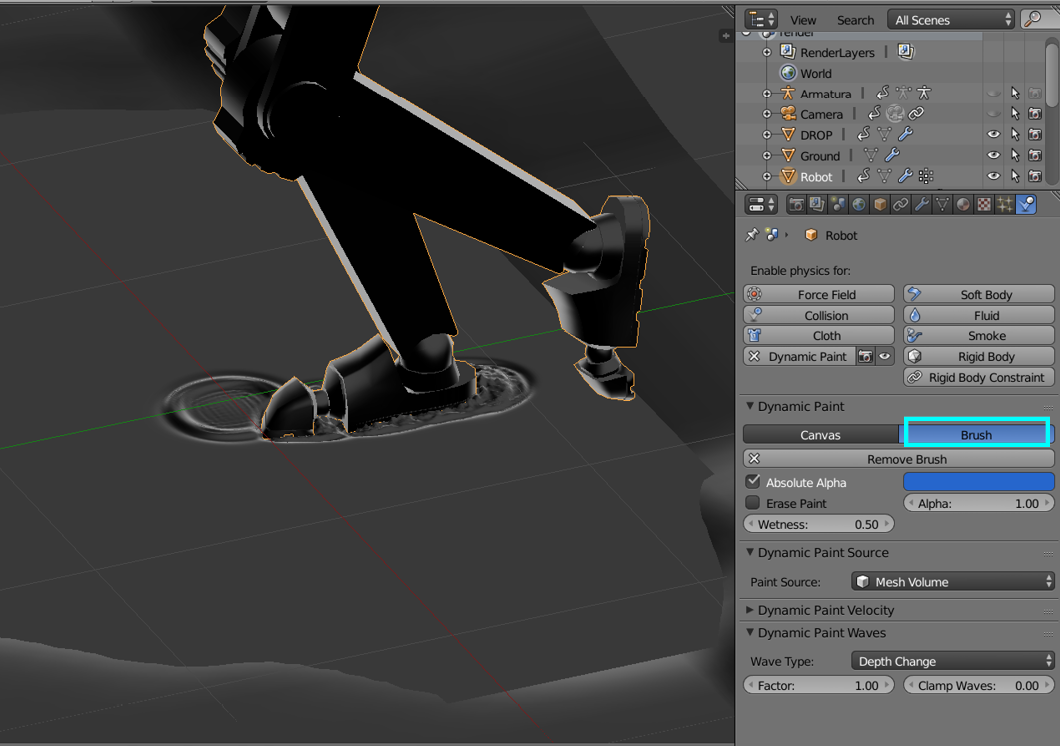 View Search All Scenes
render
RenderLayers
World
Armatura
Camera
DROP
Ground
Robot
Robot
Enable physics for:
Force Field Soft Body
Collision Fluid
Cloth Smoke
Dynamic Paint Rigid Body
Rigid Body Constraint
Dynamic Paint
Canvas Brush
Remove Brush
Absolute Alpha
Erase Paint Alpha: 1.00
Wetness: 0.50
Dynamic Paint Source
Paint Source: Mesh Volume
Dynamic Paint Velocity
Dynamic Paint Waves
Wave Type: Depth Change
Factor: 1.00 Clamp Waves: 0.00